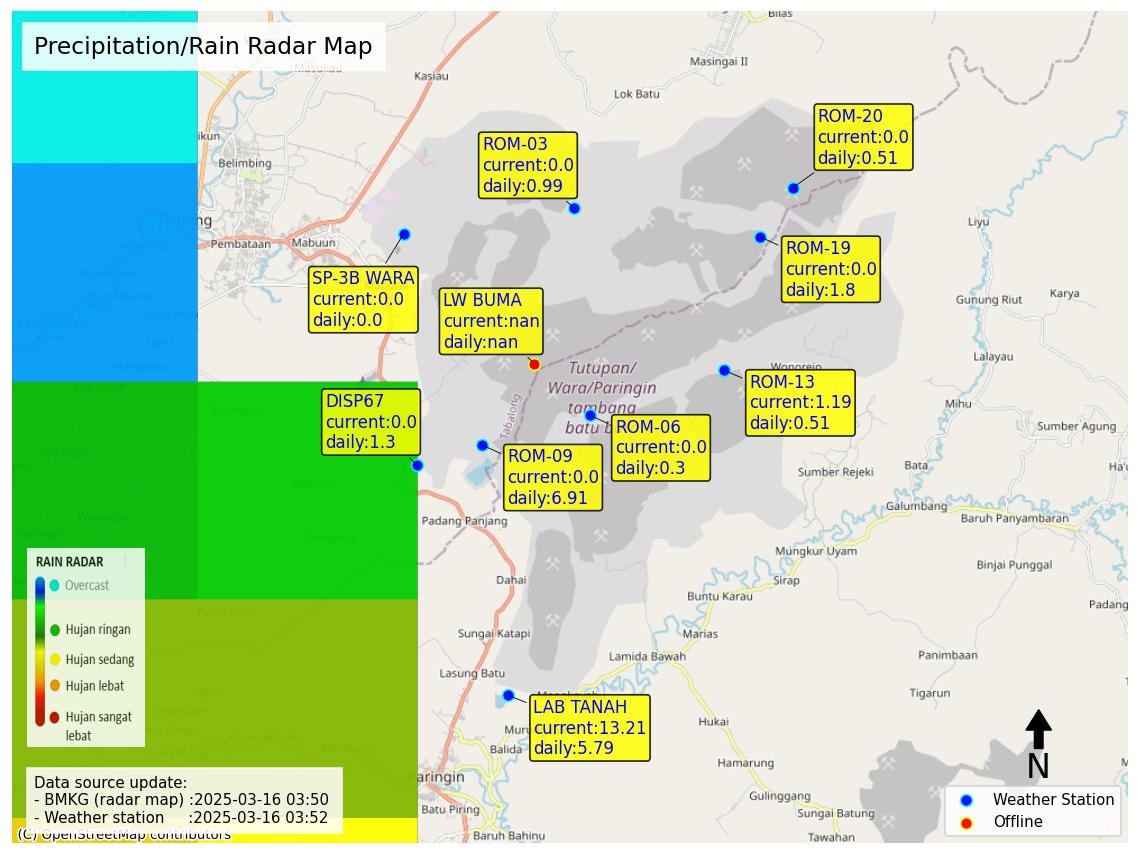 Precipitation/Rain Radar Map
Bilas
Masingai II
Kasiau
Lok Batu
Masukau
Hikun
Belimbing
Tanjung
Jangkung
Pembataan
Mabuun
Liyu
Gunung Riut
Karya
Lalayau
Mihu
Sumber Agung
Wonorejo
Sumber Rejeki
Bata
Galumbang
Baruh Panyambaran
Mungkur Uyam
Binjai Punggal
Sirap
Buntu Karau
Padang
Marias
Panimbaan
Lamida Bawah
Tigarun
Hukai
Hamarung
Gulinggang
Sungai Batung
Tawahan
Padang Panjang
Dahai
Sungai Katapi
Lasung Batu
Balida
Paringin
Batu Piring
Baruh Bahinu
Tabalong
Tutupan/
Wara/Paringin
tambang
ROM-20
current:0.0
daily:0.51
ROM-03
current:0.0
daily:0.99
ROM-19
current:0.0
daily:1.8
SP-3B WARA
current:0.0
daily:0.0
LW BUMA
current:nan
daily:nan
ROM-13
current:1.19
daily:0.51
DISP67
current:0.0
daily:1.3
ROM-06
current:0.0
daily:0.3
ROM-09
current:0.0
daily:6.91
LAB TANAH
current:13.21
daily:5.79
RAIN RADAR
Overcast
Hujan ringan
Hujan sedang
Hujan lebat
Hujan sangat
lebat
Data source update:
- BMKG (radar map) :2025-03-16 03:50
- Weather station :2025-03-16 03:52
(C) OpenStreetMap contributors
N
Weather Station
Offline